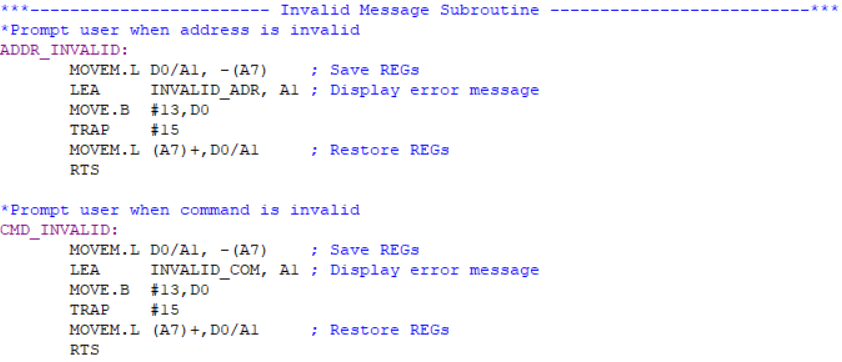 ***------------------------ Invalid Message Subroutine --------------------------***
*Prompt user when address is invalid
ADDR_INVALID:
       MOVEM.L D0/A1, -(A7)    ; Save REGs
       LEA     INVALID_ADR, A1 ; Display error message
       MOVE.B  #13,D0
       TRAP    #15
       MOVEM.L (A7)+,D0/A1     ; Restore REGs
       RTS

*Prompt user when command is invalid
CMD_INVALID:
       MOVEM.L D0/A1, -(A7)    ; Save REGs
       LEA     INVALID_COM, A1 ; Display error message
       MOVE.B  #13,D0
       TRAP    #15
       MOVEM.L (A7)+,D0/A1     ; Restore REGs
       RTS